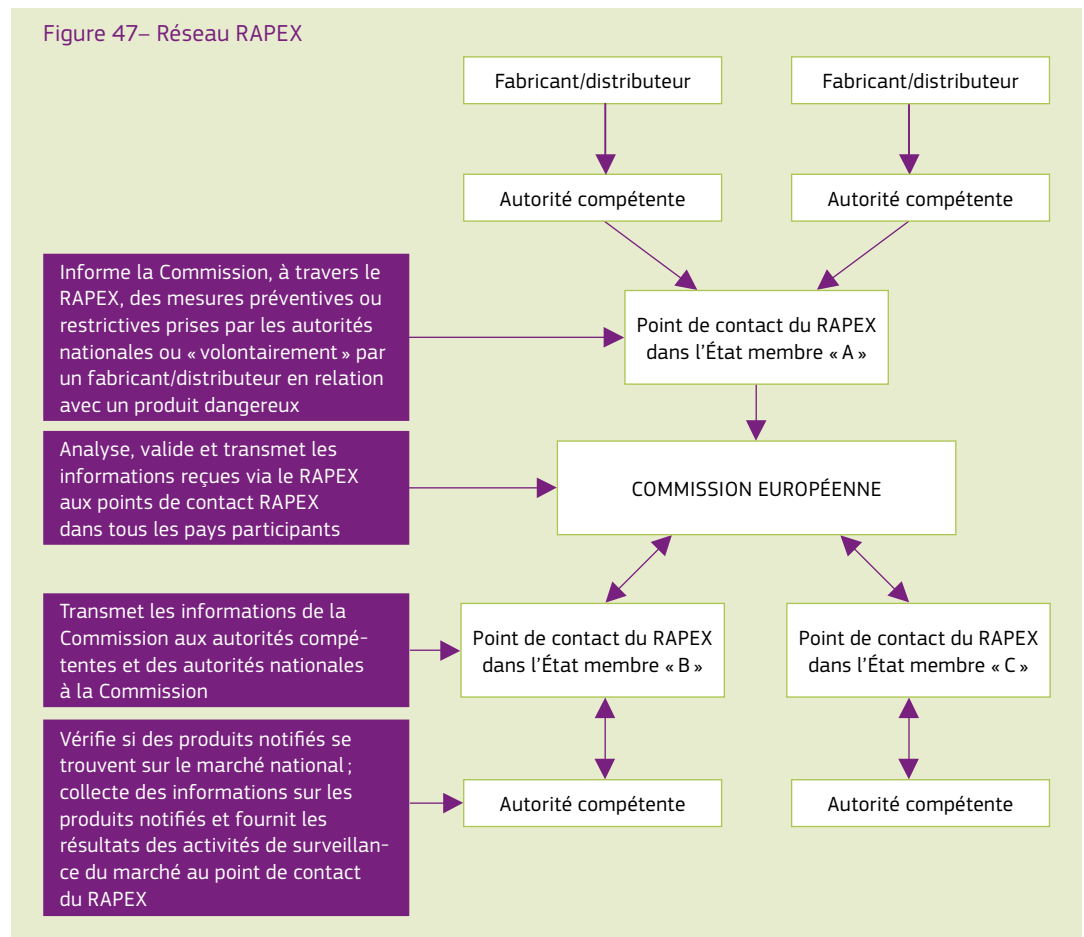 Figure 47– Réseau RAPEX
Fabricant/distributeur
Fabricant/distributeur
Autorité compétente
Autorité compétente
Informe la Commission, à travers le
RAPEX, des mesures préventives ou
restrictives prises par les autorités
nationales ou « volontairement » par
un fabricant/distributeur en relation
avec un produit dangereux
Point de contact du RAPEX
dans l'État membre « A »
Analyse, valide et transmet les
informations reçues via le RAPEX
aux points de contact RAPEX
dans tous les pays participants
COMMISSION EUROPÉENNE
Transmet les informations de la
Commission aux autorités compé-
tentes et des autorités nationales
à la Commission
Point de contact du RAPEX
dans l'État membre « B »
Point de contact du RAPEX
dans l'État membre « C »
Vérifie si des produits notifiés se
trouvent sur le marché national ;
collecte des informations sur les
produits notifiés et fournit les
résultats des activités de surveillan-
ce du marché au point de contact
du RAPEX
Autorité compétente
Autorité compétente